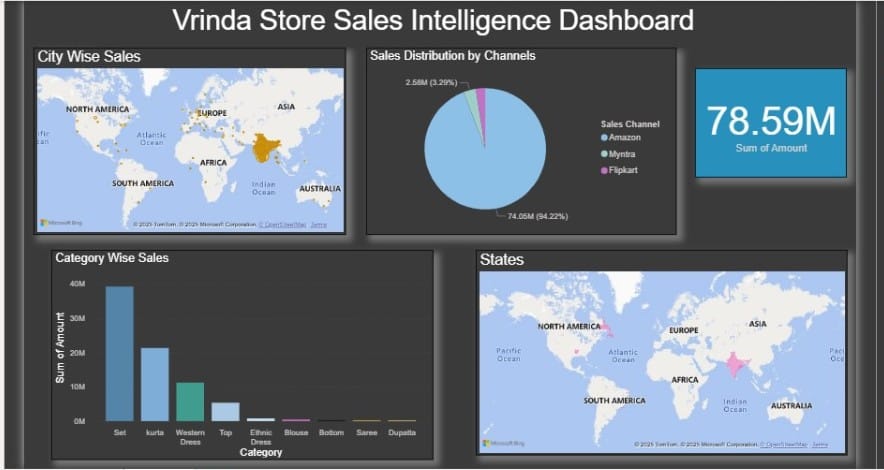 Vrinda Store Sales Intelligence Dashboard
City Wise Sales
NORTH AMERICA
EUROPE
ASIA
Atlantic
Ocean
AFRICA
SOUTH AMERICA
Indian
Ocean
AUSTRALIA
Microsoft Bing
© 2025 TomTom, © 2025 Microsoft Corporation, © OpenStreetMap Terms
Sales Distribution by Channels
2.58M (3.29%)
74.05M (94.22%)
Sales Channel
Amazon
Myntra
Flipkart
78.59M
Sum of Amount
Category Wise Sales
Sum of Amount
40M
30M
20M
10M
0M
Set
kurta
Western
Dress
Top
Ethnic
Dress
Blouse
Bottom
Saree
Dupatta
Category
States
NORTH AMERICA
EUROPE
ASIA
Pacific
Ocean
Atlantic
Ocean
AFRICA
SOUTH AMERICA
Indian
Ocean
AUSTRALIA
Microsoft Bing
© 2025 TomTom, © 2025 Microsoft Corporation, © OpenStreetMap Terms